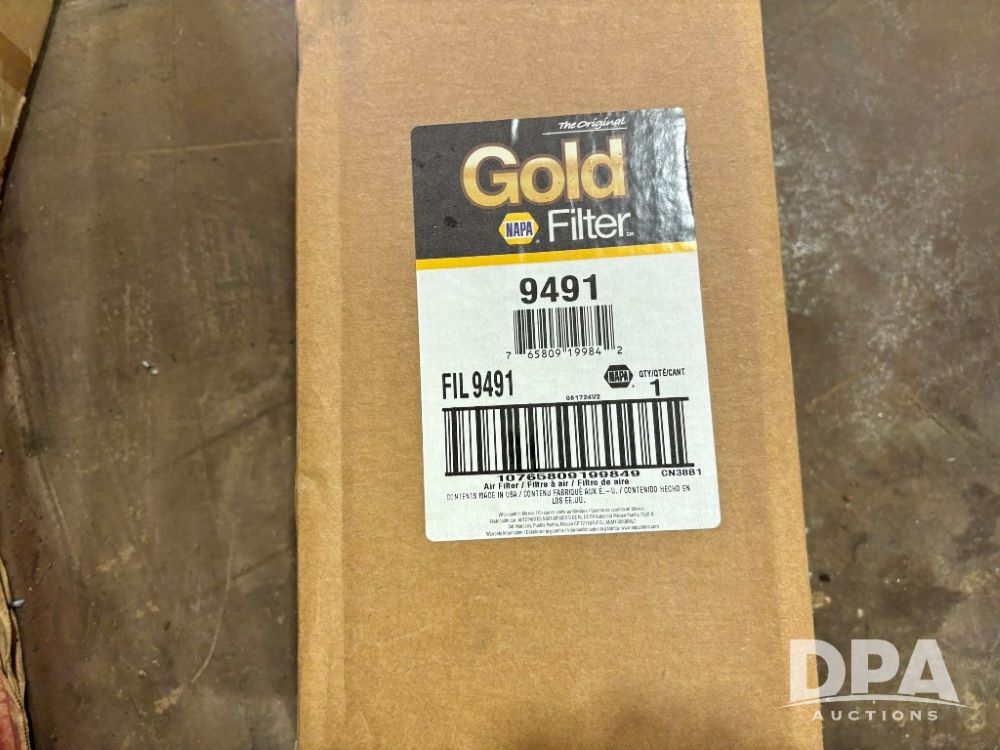 The Original
Gold
NAPA Filter
9491
7 65809 19984 2
FIL 9491
NAPA
QTY/QTÉ/CANT
1
061724V2
10765809199849
CN38B1
Air Filter / Filtre à air / Filtro de aire
CONTENTS MADE IN USA / CONTENU FABRIQUÉ AUX É.-U. / CONTENIDO HECHO EN
LOS EE.UU.
DPA
AUCTIONS